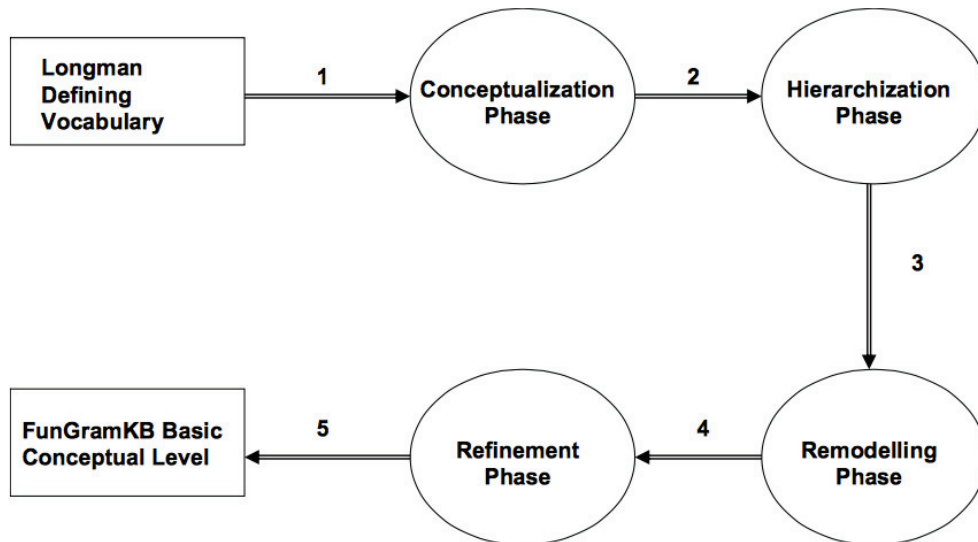 Longman
Defining
Vocabulary
1
Conceptualization
Phase
2
Hierarchization
Phase
3
Remodelling
Phase
4
Refinement
Phase
5
FunGramKB Basic
Conceptual Level